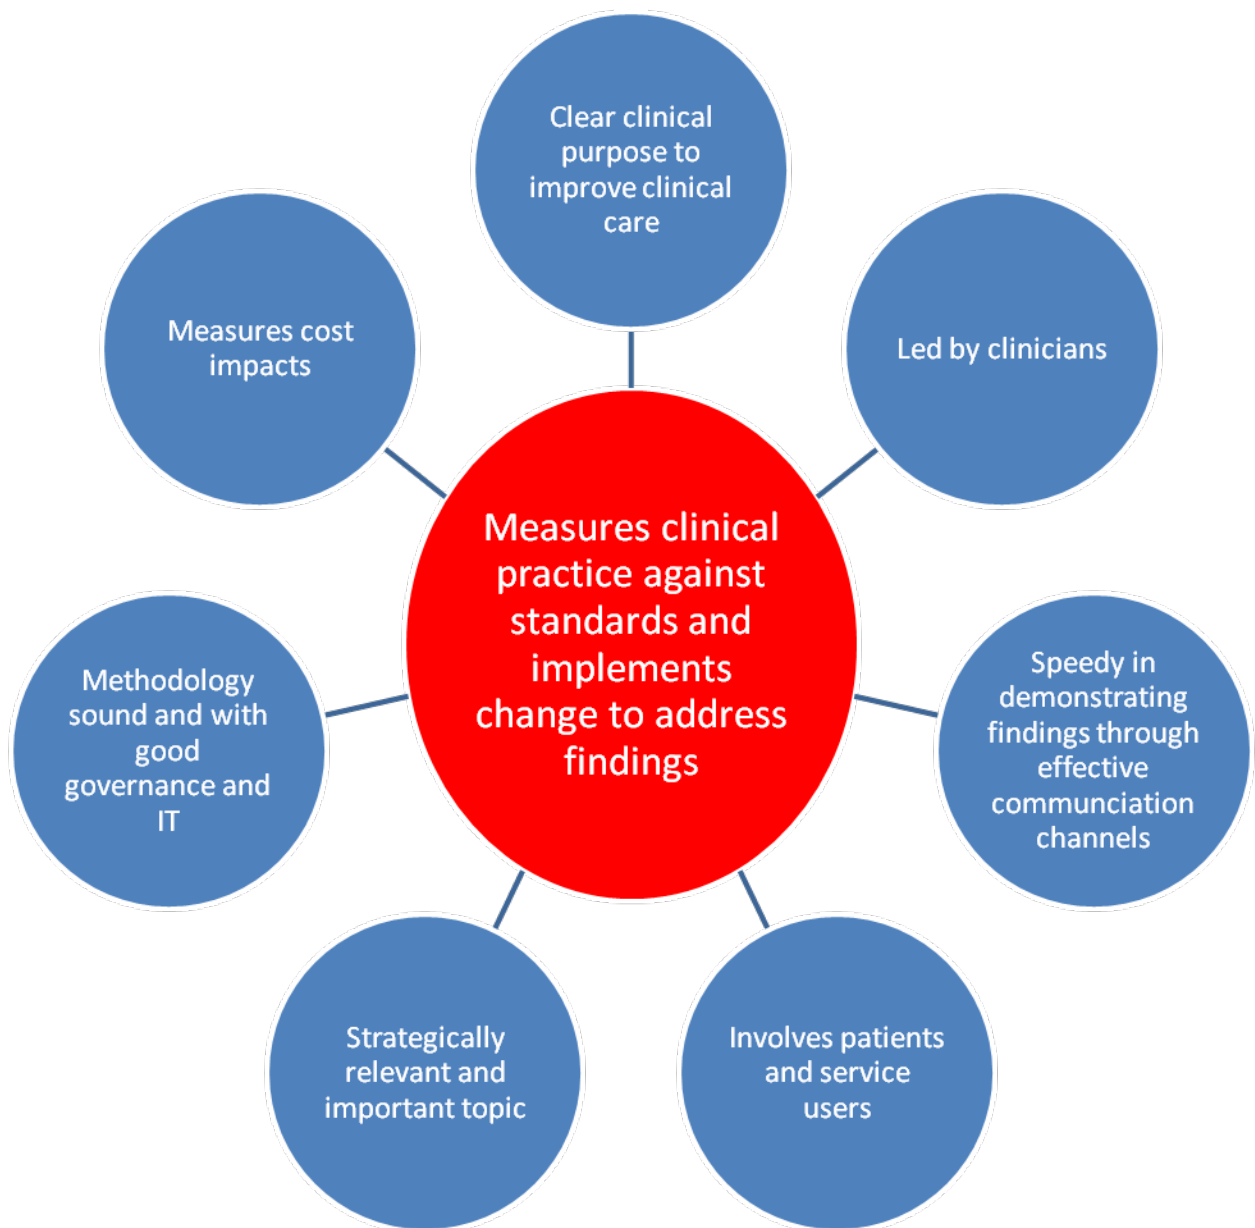 Clear clinical
purpose to
improve clinical
care
Led by clinicians
Speedy in
demonstrating
findings through
effective
communciation
channels
Involves patients
and service
users
Strategically
relevant and
important topic
Methodology
sound and with
good
governance and
IT
Measures cost
impacts
Measures clinical
practice against
standards and
implements
change to address
findings